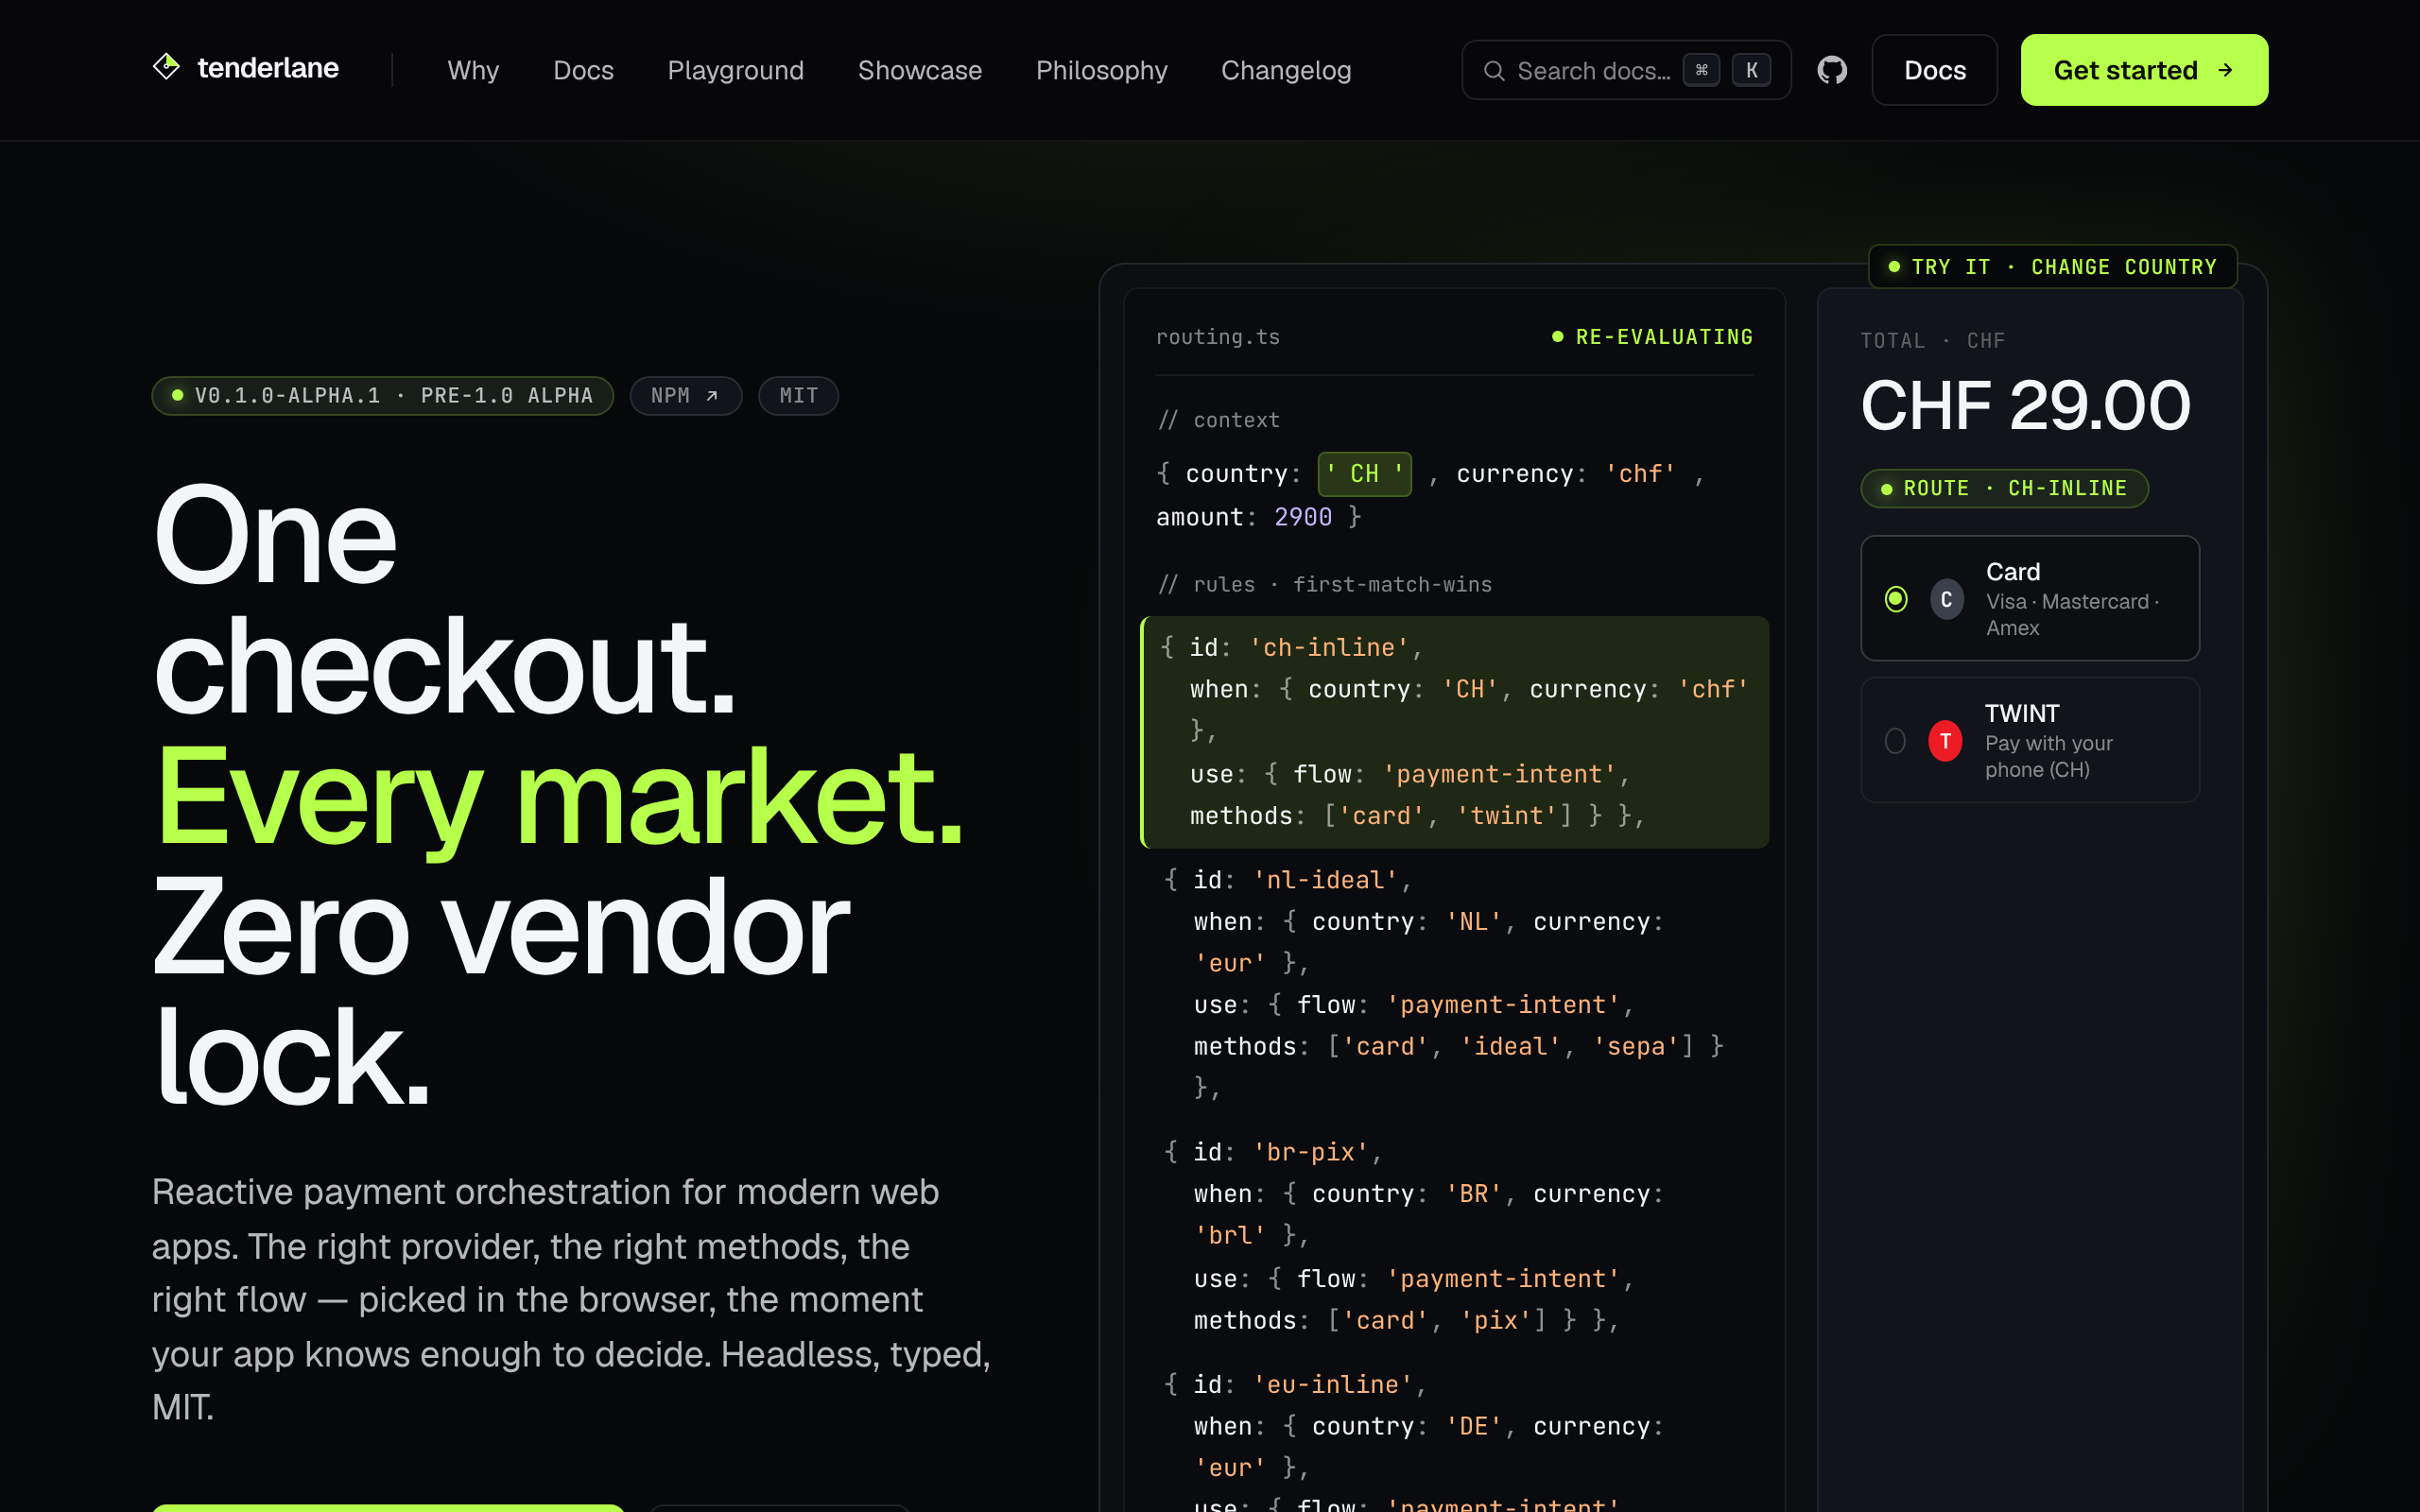 tenderlane
Why
Docs
Playground
Showcase
Philosophy
Changelog
Search docs... ⌘ K
Docs
Get started →
V0.1.0-ALPHA.1 · PRE-1.0 ALPHA
NPM ↗
MIT
One
checkout.
Every market.
Zero vendor
lock.
Reactive payment orchestration for modern web
apps. The right provider, the right methods, the
right flow — picked in the browser, the moment
your app knows enough to decide. Headless, typed,
MIT.
TRY IT · CHANGE COUNTRY
routing.ts
RE-EVALUATING
// context
{ country: ' CH ' , currency: 'chf' ,
amount: 2900 }
// rules · first-match-wins
{ id: 'ch-inline',
when: { country: 'CH', currency: 'chf'
},
use: { flow: 'payment-intent',
methods: ['card', 'twint'] } },
{ id: 'nl-ideal',
when: { country: 'NL', currency:
'eur' },
use: { flow: 'payment-intent',
methods: ['card', 'ideal', 'sepa'] }
},
{ id: 'br-pix',
when: { country: 'BR', currency:
'brl' },
use: { flow: 'payment-intent',
methods: ['card', 'pix'] } },
{ id: 'eu-inline',
when: { country: 'DE', currency:
'eur' },
use: { flow: 'payment-intent'
TOTAL · CHF
CHF 29.00
ROUTE · CH-INLINE
C
Card
Visa · Mastercard ·
Amex
T
TWINT
Pay with your
phone (CH)